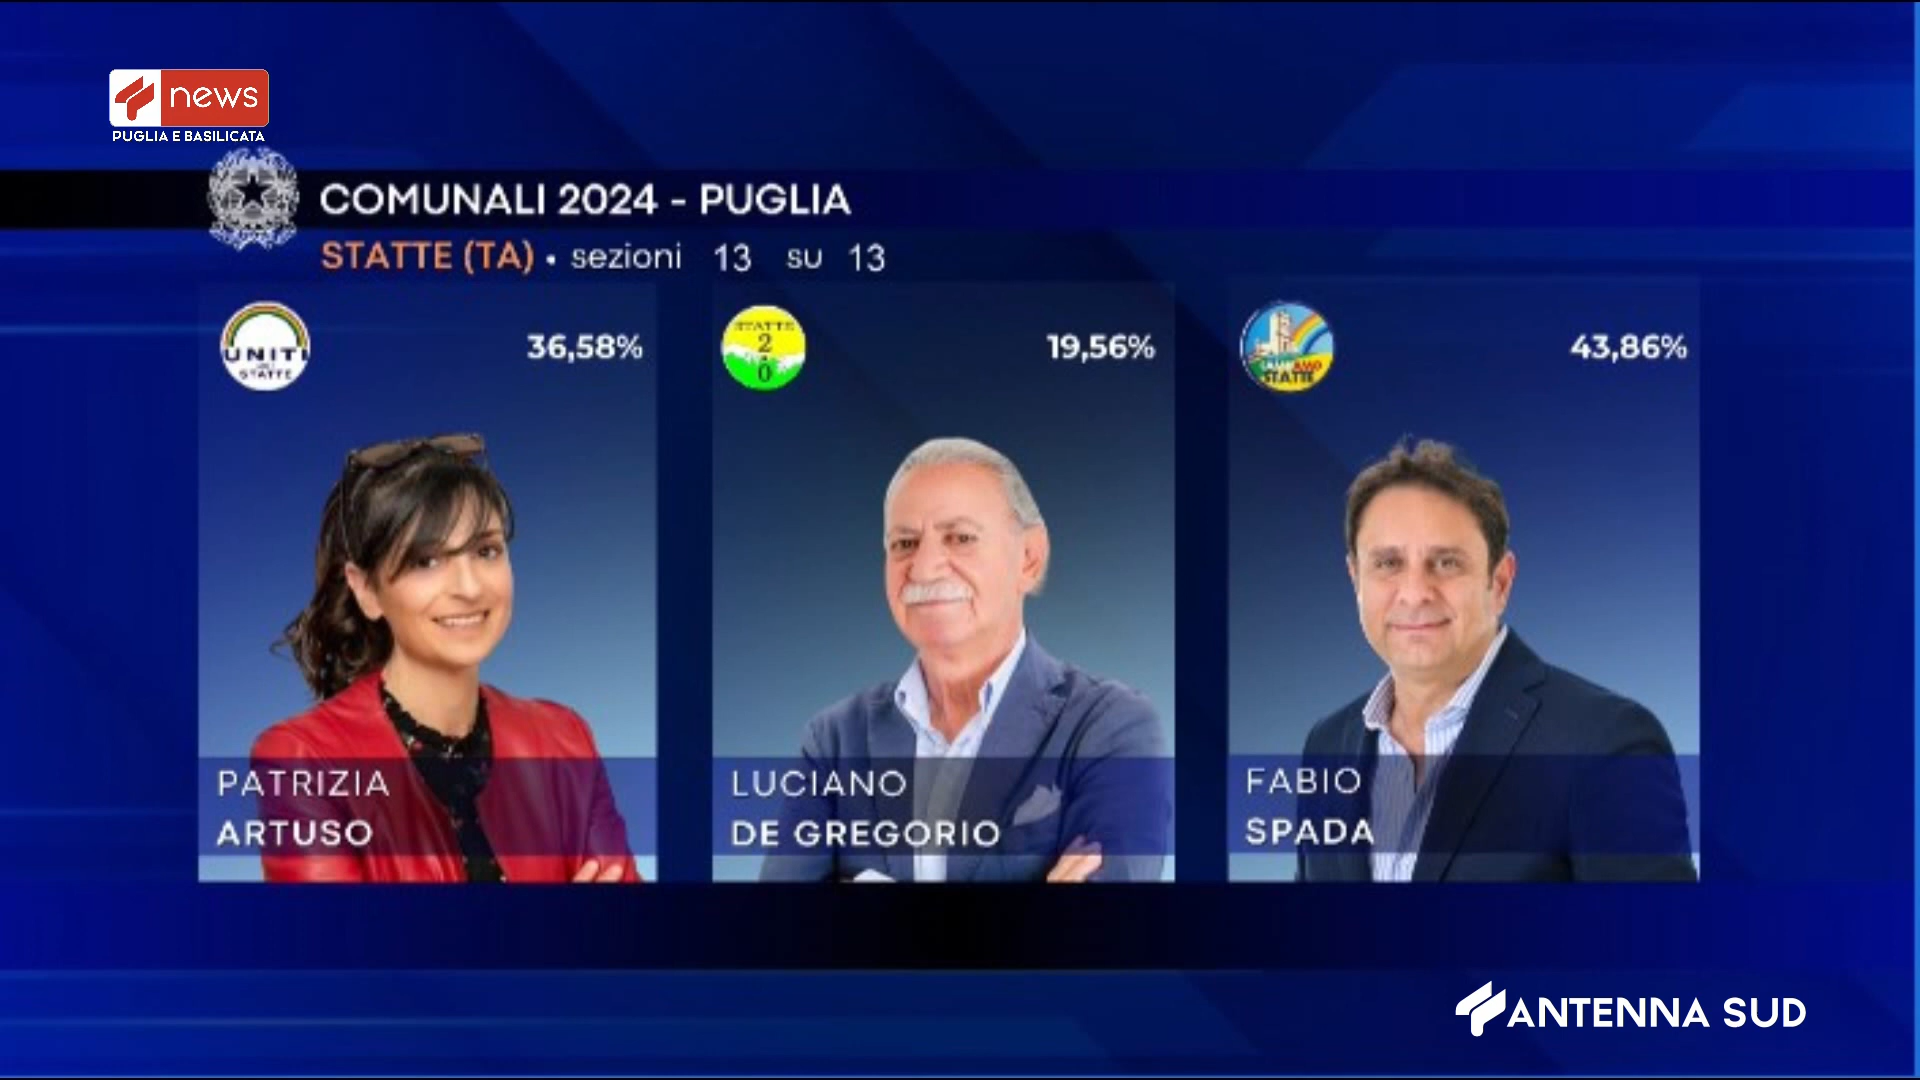 news
PUGLIA E BASILICATA
COMUNALI 2024 - PUGLIA
STATTE (TA) • sezioni 13 su 13
UNITI
STATTE
36,58%
STATTE
2.0
19,56%
STATTE
43,86%
PATRIZIA
ARTUSO
LUCIANO
DE GREGORIO
FABIO
SPADA
ANTENNA SUD